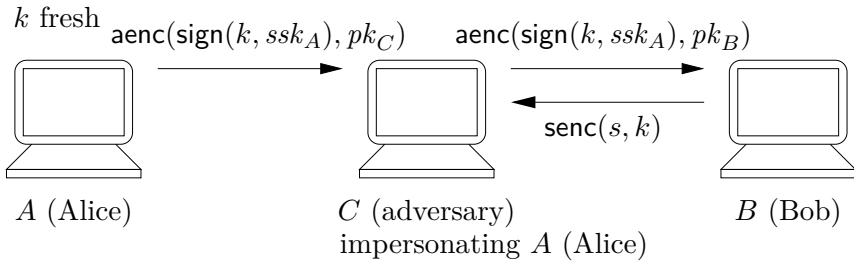 k fresh
aenc(sign(k, ssk_A), pk_C)
aenc(sign(k, ssk_A), pk_B)
senc(s, k)
A (Alice)
C (adversary)
impersonating A (Alice)
B (Bob)